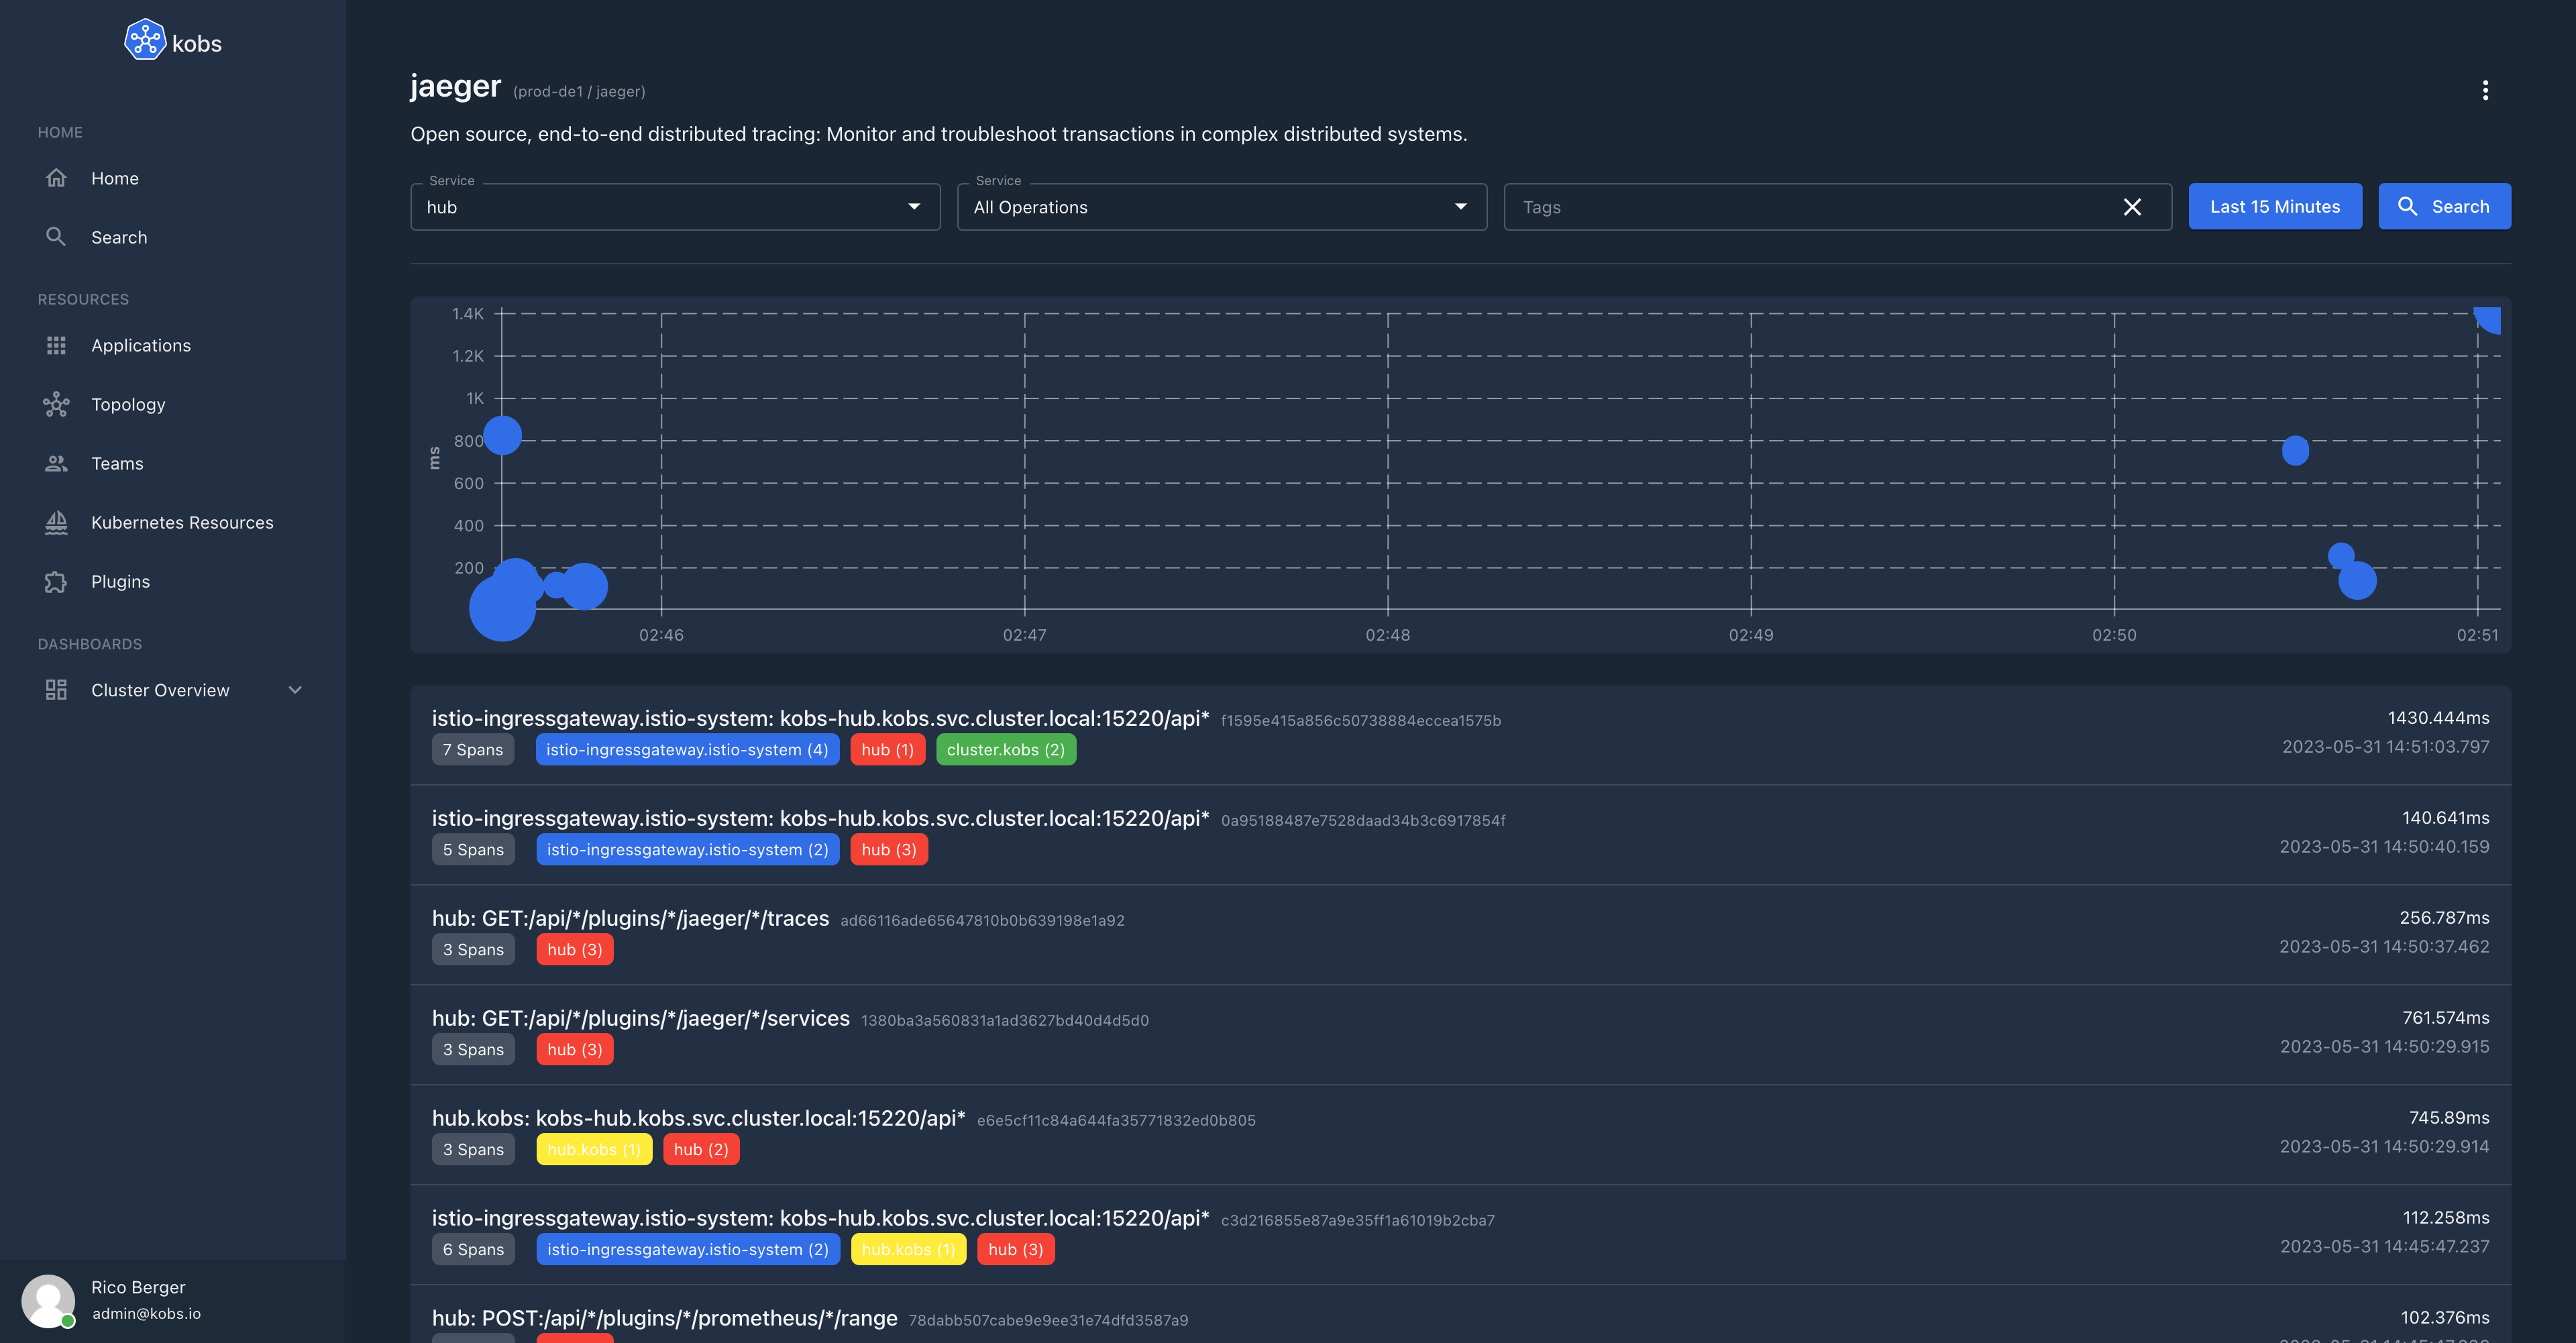 kobs
HOME
Home
Search
RESOURCES
Applications
Topology
Teams
Kubernetes Resources
Plugins
DASHBOARDS
Cluster Overview
Rico Berger
admin@kobs.io
jaeger (prod-de1 / jaeger)
Open source, end-to-end distributed tracing: Monitor and troubleshoot transactions in complex distributed systems.
Service
hub
Service
All Operations
Tags
Last 15 Minutes
Search
ms
1.4K
1.2K
1K
800
600
400
200
02:46 02:47 02:48 02:49 02:50 02:51
istio-ingressgateway.istio-system: kobs-hub.kobs.svc.cluster.local:15220/api* f1595e415a856c50738884eccea1575b 1430.444ms
7 Spans istio-ingressgateway.istio-system (4) hub (1) cluster.kobs (2) 2023-05-31 14:51:03.797
istio-ingressgateway.istio-system: kobs-hub.kobs.svc.cluster.local:15220/api* 0a95188487e7528daad34b3c6917854f 140.641ms
5 Spans istio-ingressgateway.istio-system (2) hub (3) 2023-05-31 14:50:40.159
hub: GET:/api/*/plugins/*/jaeger/*/traces ad66116ade65647810b0b639198e1a92 256.787ms
3 Spans hub (3) 2023-05-31 14:50:37.462
hub: GET:/api/*/plugins/*/jaeger/*/services 1380ba3a560831a1ad3627bd40d4d5d0 761.574ms
3 Spans hub (3) 2023-05-31 14:50:29.915
hub.kobs: kobs-hub.kobs.svc.cluster.local:15220/api* e6e5cf11c84a644fa35771832ed0b805 745.89ms
3 Spans hub.kobs (1) hub (2) 2023-05-31 14:50:29.914
istio-ingressgateway.istio-system: kobs-hub.kobs.svc.cluster.local:15220/api* c3d216855e87a9e35ff1a61019b2cba7 112.258ms
6 Spans istio-ingressgateway.istio-system (2) hub.kobs (1) hub (3) 2023-05-31 14:45:47.237
hub: POST:/api/*/plugins/*/prometheus/*/range 78dabb507cabe9e9ee31e74dfd3587a9 102.376ms